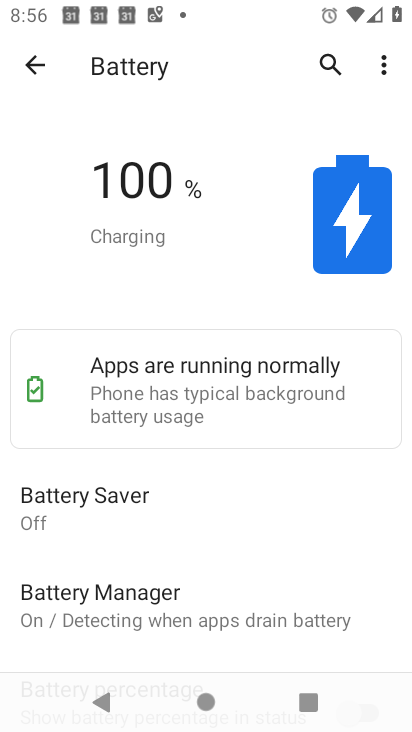 8:56
31 31 31 G
Battery
100 %
Charging
Apps are running normally
Phone has typical background
battery usage
Battery Saver
Off
Battery Manager
On / Detecting when apps drain battery
Battery percentage
Show battery percentage in status